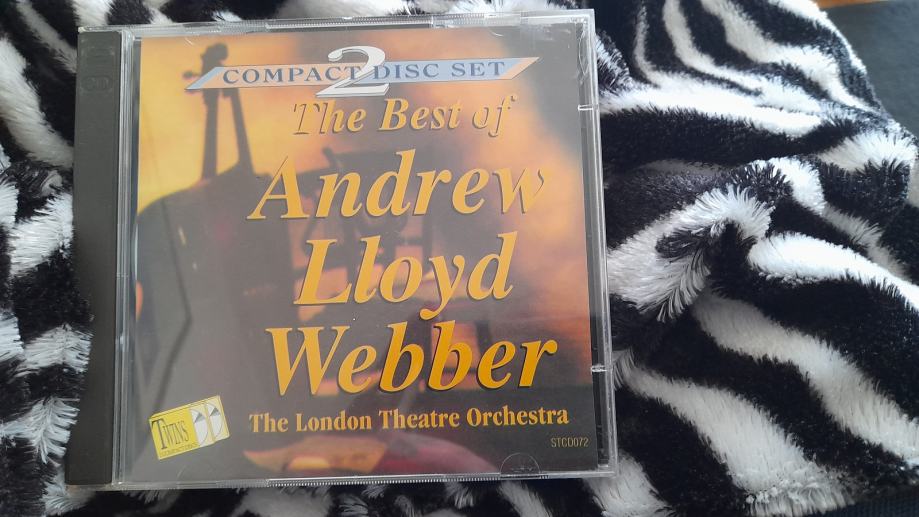 2
COMPACT DISC SET
The Best of
Andrew
Lloyd
Webber
The London Theatre Orchestra
TWINS
STCD072